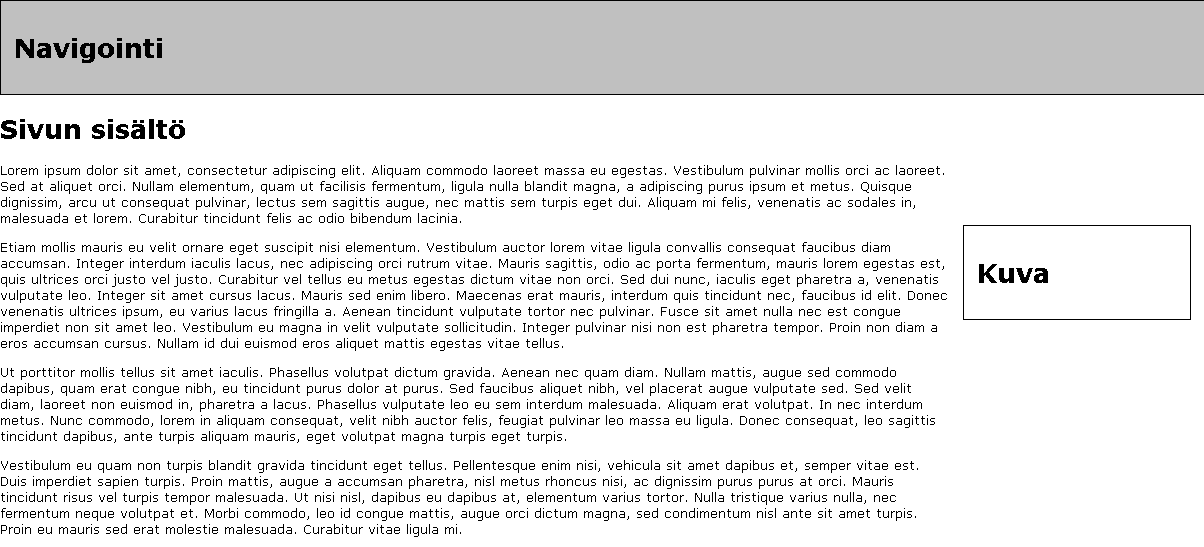 Navigointi
Sivun sisältö
Lorem ipsum dolor sit amet, consectetur adipiscing elit. Aliquam commodo laoreet massa eu egestas. Vestibulum pulvinar mollis orci ac laoreet.
Sed at aliquet orci. Nullam elementum, quam ut facilisis fermentum, ligula nulla blandit magna, a adipiscing purus ipsum et metus. Quisque
dignissim, arcu ut consequat pulvinar, lectus sem sagittis augue, nec mattis sem turpis eget dui. Aliquam mi felis, venenatis ac sodales in,
malesuada et lorem. Curabitur tincidunt felis ac odio bibendum lacinia.
Etiam mollis mauris eu velit ornare eget suscipit nisi elementum. Vestibulum auctor lorem vitae ligula convallis consequat faucibus diam
accumsan. Integer interdum iaculis lacus, nec adipiscing orci rutrum vitae. Mauris sagittis, odio ac porta fermentum, mauris lorem egestas est,
quis ultrices orci justo vel justo. Curabitur vel tellus eu metus egestas dictum vitae non orci. Sed dui nunc, iaculis eget pharetra a, venenatis
vulputate leo. Integer sit amet cursus lacus. Mauris sed enim libero. Maecenas erat mauris, interdum quis tincidunt nec, faucibus id elit. Donec
venenatis ultrices ipsum, eu varius lacus fringilla a. Aenean tincidunt vulputate tortor nec pulvinar. Fusce sit amet nulla nec est congue
imperdiet non sit amet leo. Vestibulum eu magna in velit vulputate sollicitudin. Integer pulvinar nisi non est pharetra tempor. Proin non diam a
eros accumsan cursus. Nullam id dui euismod eros aliquet mattis egestas vitae tellus.
Ut porttitor mollis tellus sit amet iaculis. Phasellus volutpat dictum gravida. Aenean nec quam diam. Nullam mattis, augue sed commodo
dapibus, quam erat congue nibh, eu tincidunt purus dolor at purus. Sed faucibus aliquet nibh, vel placerat augue vulputate sed. Sed velit
diam, laoreet non euismod in, pharetra a lacus. Phasellus vulputate leo eu sem interdum malesuada. Aliquam erat volutpat. In nec interdum
metus. Nunc commodo, lorem in aliquam consequat, velit nibh auctor felis, feugiat pulvinar leo massa eu ligula. Donec consequat, leo sagittis
tincidunt dapibus, ante turpis aliquam mauris, eget volutpat magna turpis eget turpis.
Vestibulum eu quam non turpis blandit gravida tincidunt eget tellus. Pellentesque enim nisi, vehicula sit amet dapibus et, semper vitae est.
Duis imperdiet sapien turpis. Proin mattis, augue a accumsan pharetra, nisl metus rhoncus nisi, ac dignissim purus purus at orci. Mauris
tincidunt risus vel turpis tempor malesuada. Ut nisi nisl, dapibus eu dapibus at, elementum varius tortor. Nulla tristique varius nulla, nec
fermentum neque volutpat et. Morbi commodo, leo id congue mattis, augue orci dictum magna, sed condimentum nisl ante sit amet turpis.
Proin eu mauris sed erat molestie malesuada. Curabitur vitae ligula mi.
Kuva